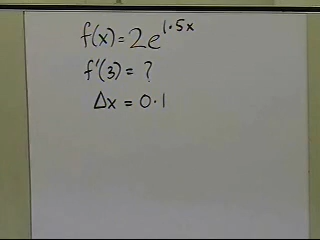 f(x) = 2e^1.5x
f'(3) = ?
Δx = 0.1